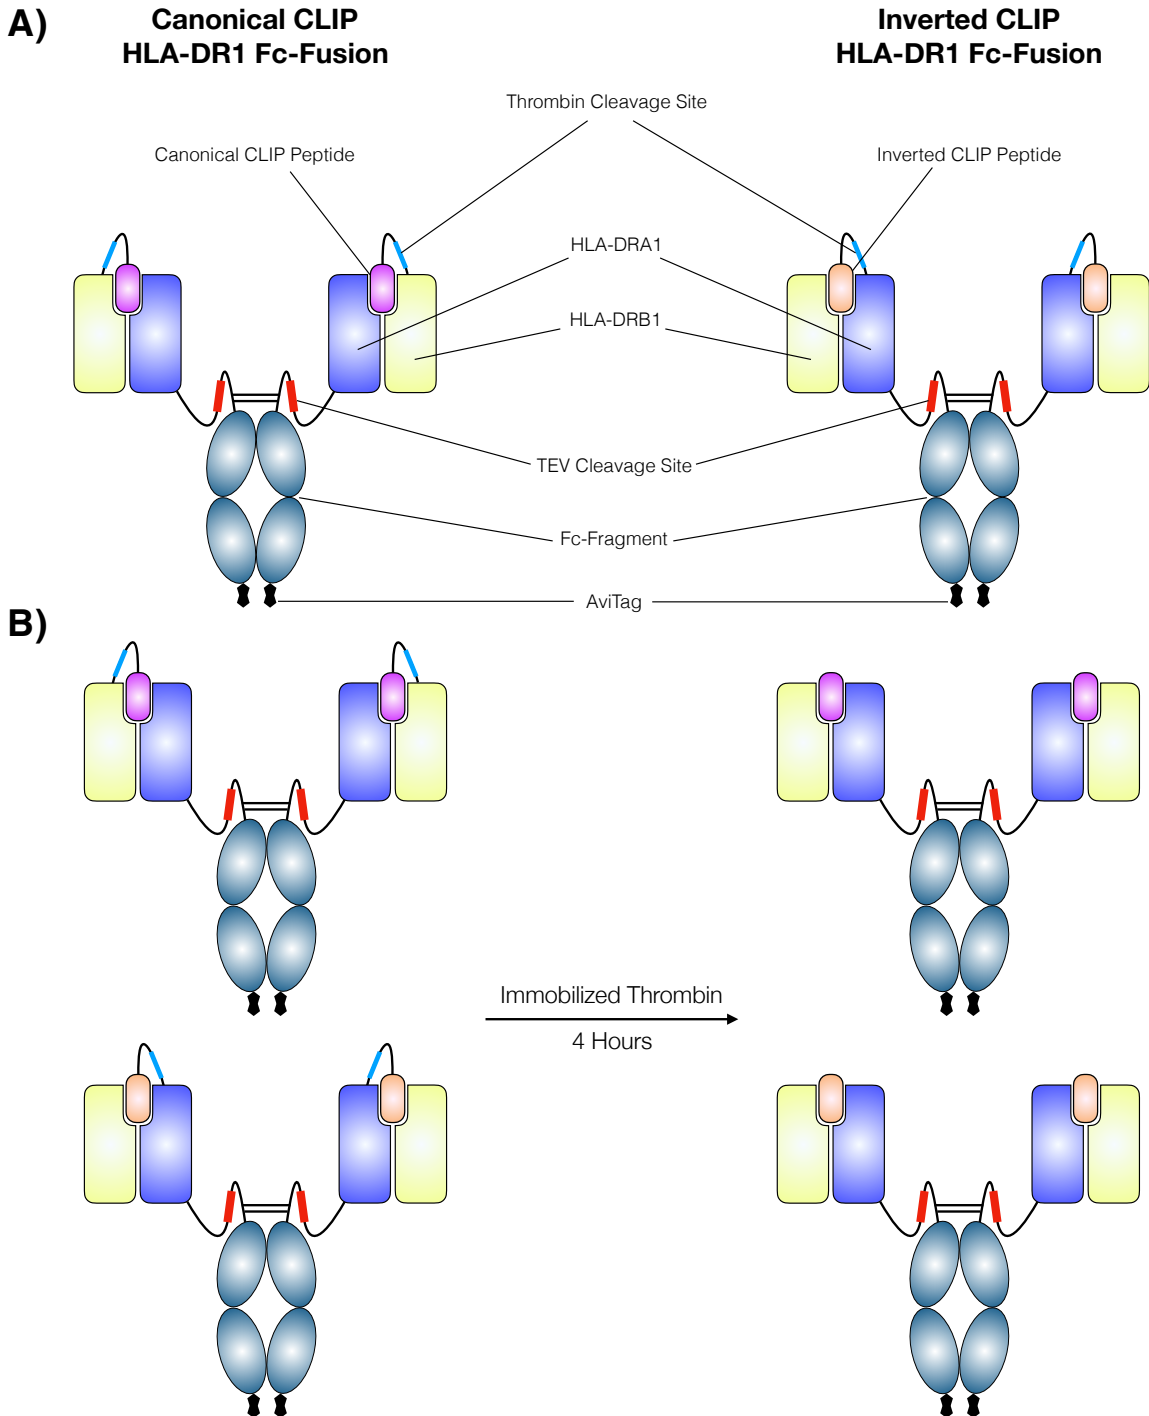 A)
Canonical CLIP
HLA-DR1 Fc-Fusion
Inverted CLIP
HLA-DR1 Fc-Fusion
Thrombin Cleavage Site
Canonical CLIP Peptide
Inverted CLIP Peptide
HLA-DRA1
HLA-DRB1
TEV Cleavage Site
Fc-Fragment
AviTag
B)
Immobilized Thrombin
4 Hours